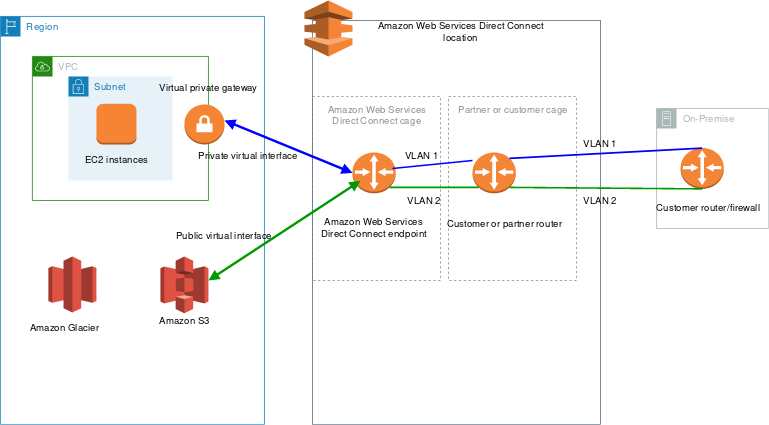 Region
VPC
Subnet
Virtual private gateway
EC2 instances
Private virtual interface
Public virtual interface
Amazon Glacier
Amazon S3
Amazon Web Services Direct Connect
location
Amazon Web Services
Direct Connect cage
Partner or customer cage
VLAN 1
VLAN 2
Amazon Web Services
Direct Connect endpoint
Customer or partner router
VLAN 1
VLAN 2
On-Premise
Customer router/firewall